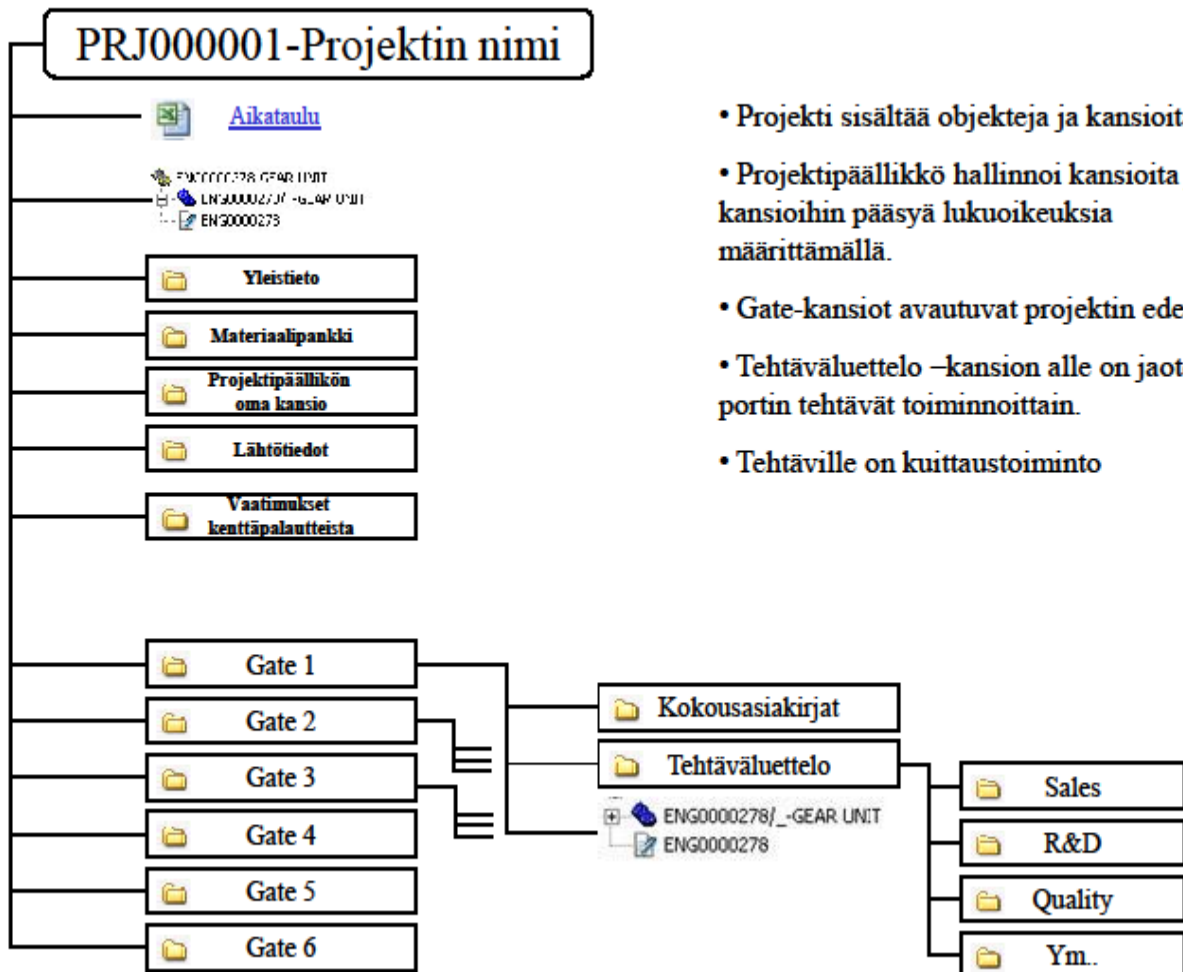 PRJ000001-Projektin nimi
Aikataulu
GEAR UNIT
ENG0000278
Yleistieto
Materiaalipankki
Projektipäällikön
oma kansio
Lähtötiedot
Vaatimukset
kenttäpalautteista
• Projekti sisältää objekteja ja kansioit
• Projektipäällikkö hallinnoi kansioita
kansioihin pääsyä lukuoikeuksia
määrittämällä.
• Gate-kansiot avautuvat projektin ede
• Tehtäväluettelo –kansion alle on jaot
portin tehtävät toiminnoittain.
• Tehtäville on kuittaustoiminto
Gate 1
Gate 2
Gate 3
Gate 4
Gate 5
Gate 6
Kokousasiakirjat
Tehtäväluettelo
ENG0000278/_-GEAR UNIT
ENG0000278
Sales
R&D
Quality
Ym..